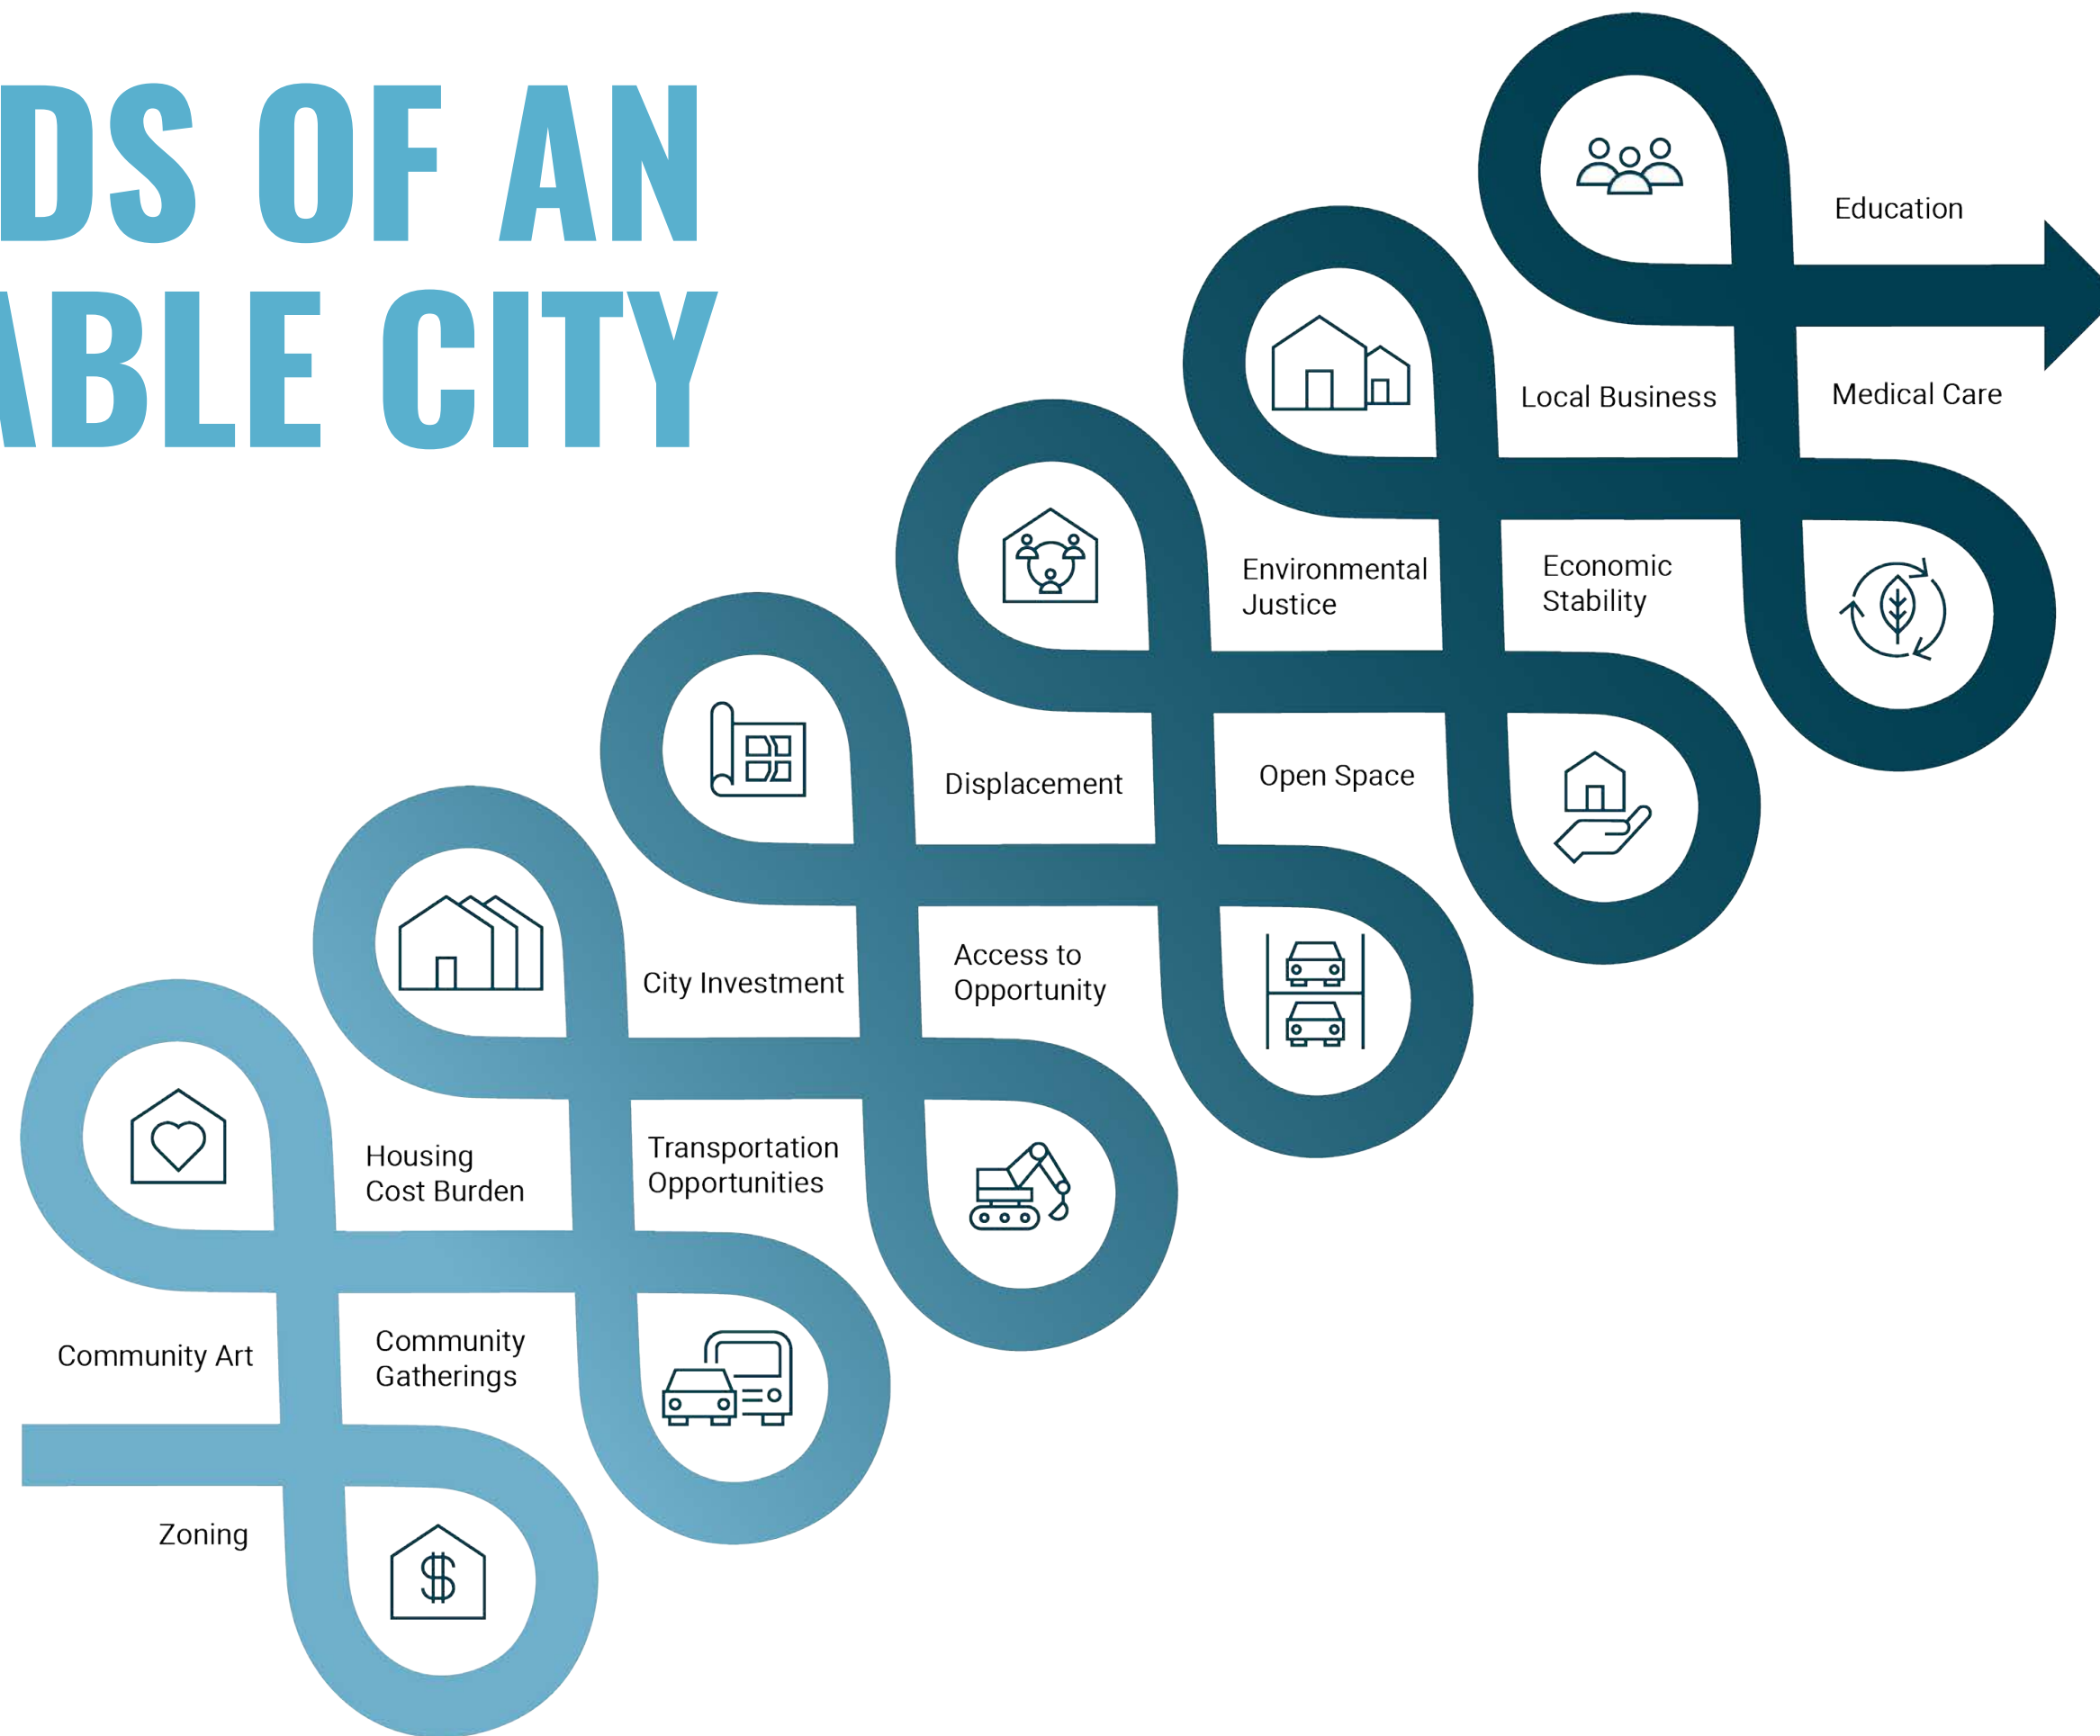 DS OF AN
ABLE CITY
Education
Local Business
Medical Care
Environmental
Justice
Economic
Stability
Displacement
Open Space
City Investment
Access to
Opportunity
Housing
Cost Burden
Transportation
Opportunities
Community Art
Community
Gatherings
Zoning
$